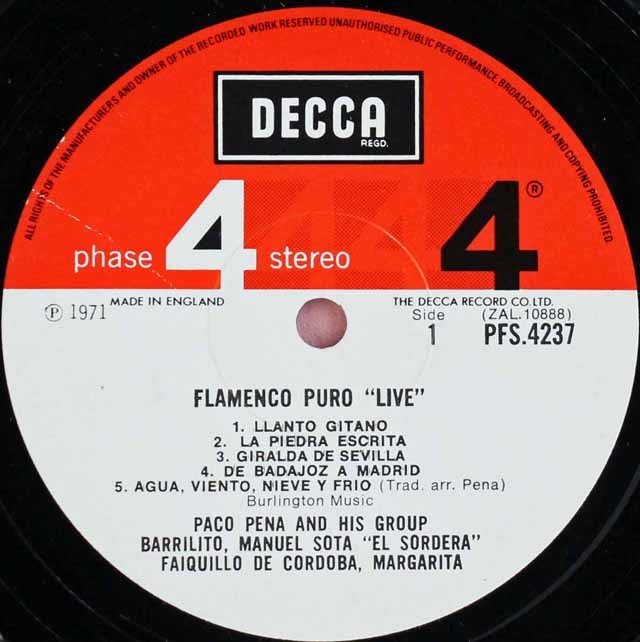 ALL RIGHTS OF THE MANUFACTURERS AND OWNER OF THE RECORDED WORK RESERVED UNAUTHORISED PUBLIC PERFORMANCE, BROADCASTING AND COPYING PROHIBITED.
DECCA
REGD.
phase 4 stereo 444 4®
℗ 1971 MADE IN ENGLAND THE DECCA RECORD CO. LTD.
Side (ZAL.10888)
1 PFS.4237
FLAMENCO PURO "LIVE"
1. LLANTO GITANO
2. LA PIEDRA ESCRITA
3. GIRALDA DE SEVILLA
4. DE BADAJOZ A MADRID
5. AGUA, VIENTO, NIEVE Y FRIO (Trad. arr. Pena)
Burlington Music
PACO PENA AND HIS GROUP
BARRILITO, MANUEL SOTA "EL SORDERA"
FAIQUILLO DE CORDOBA, MARGARITA